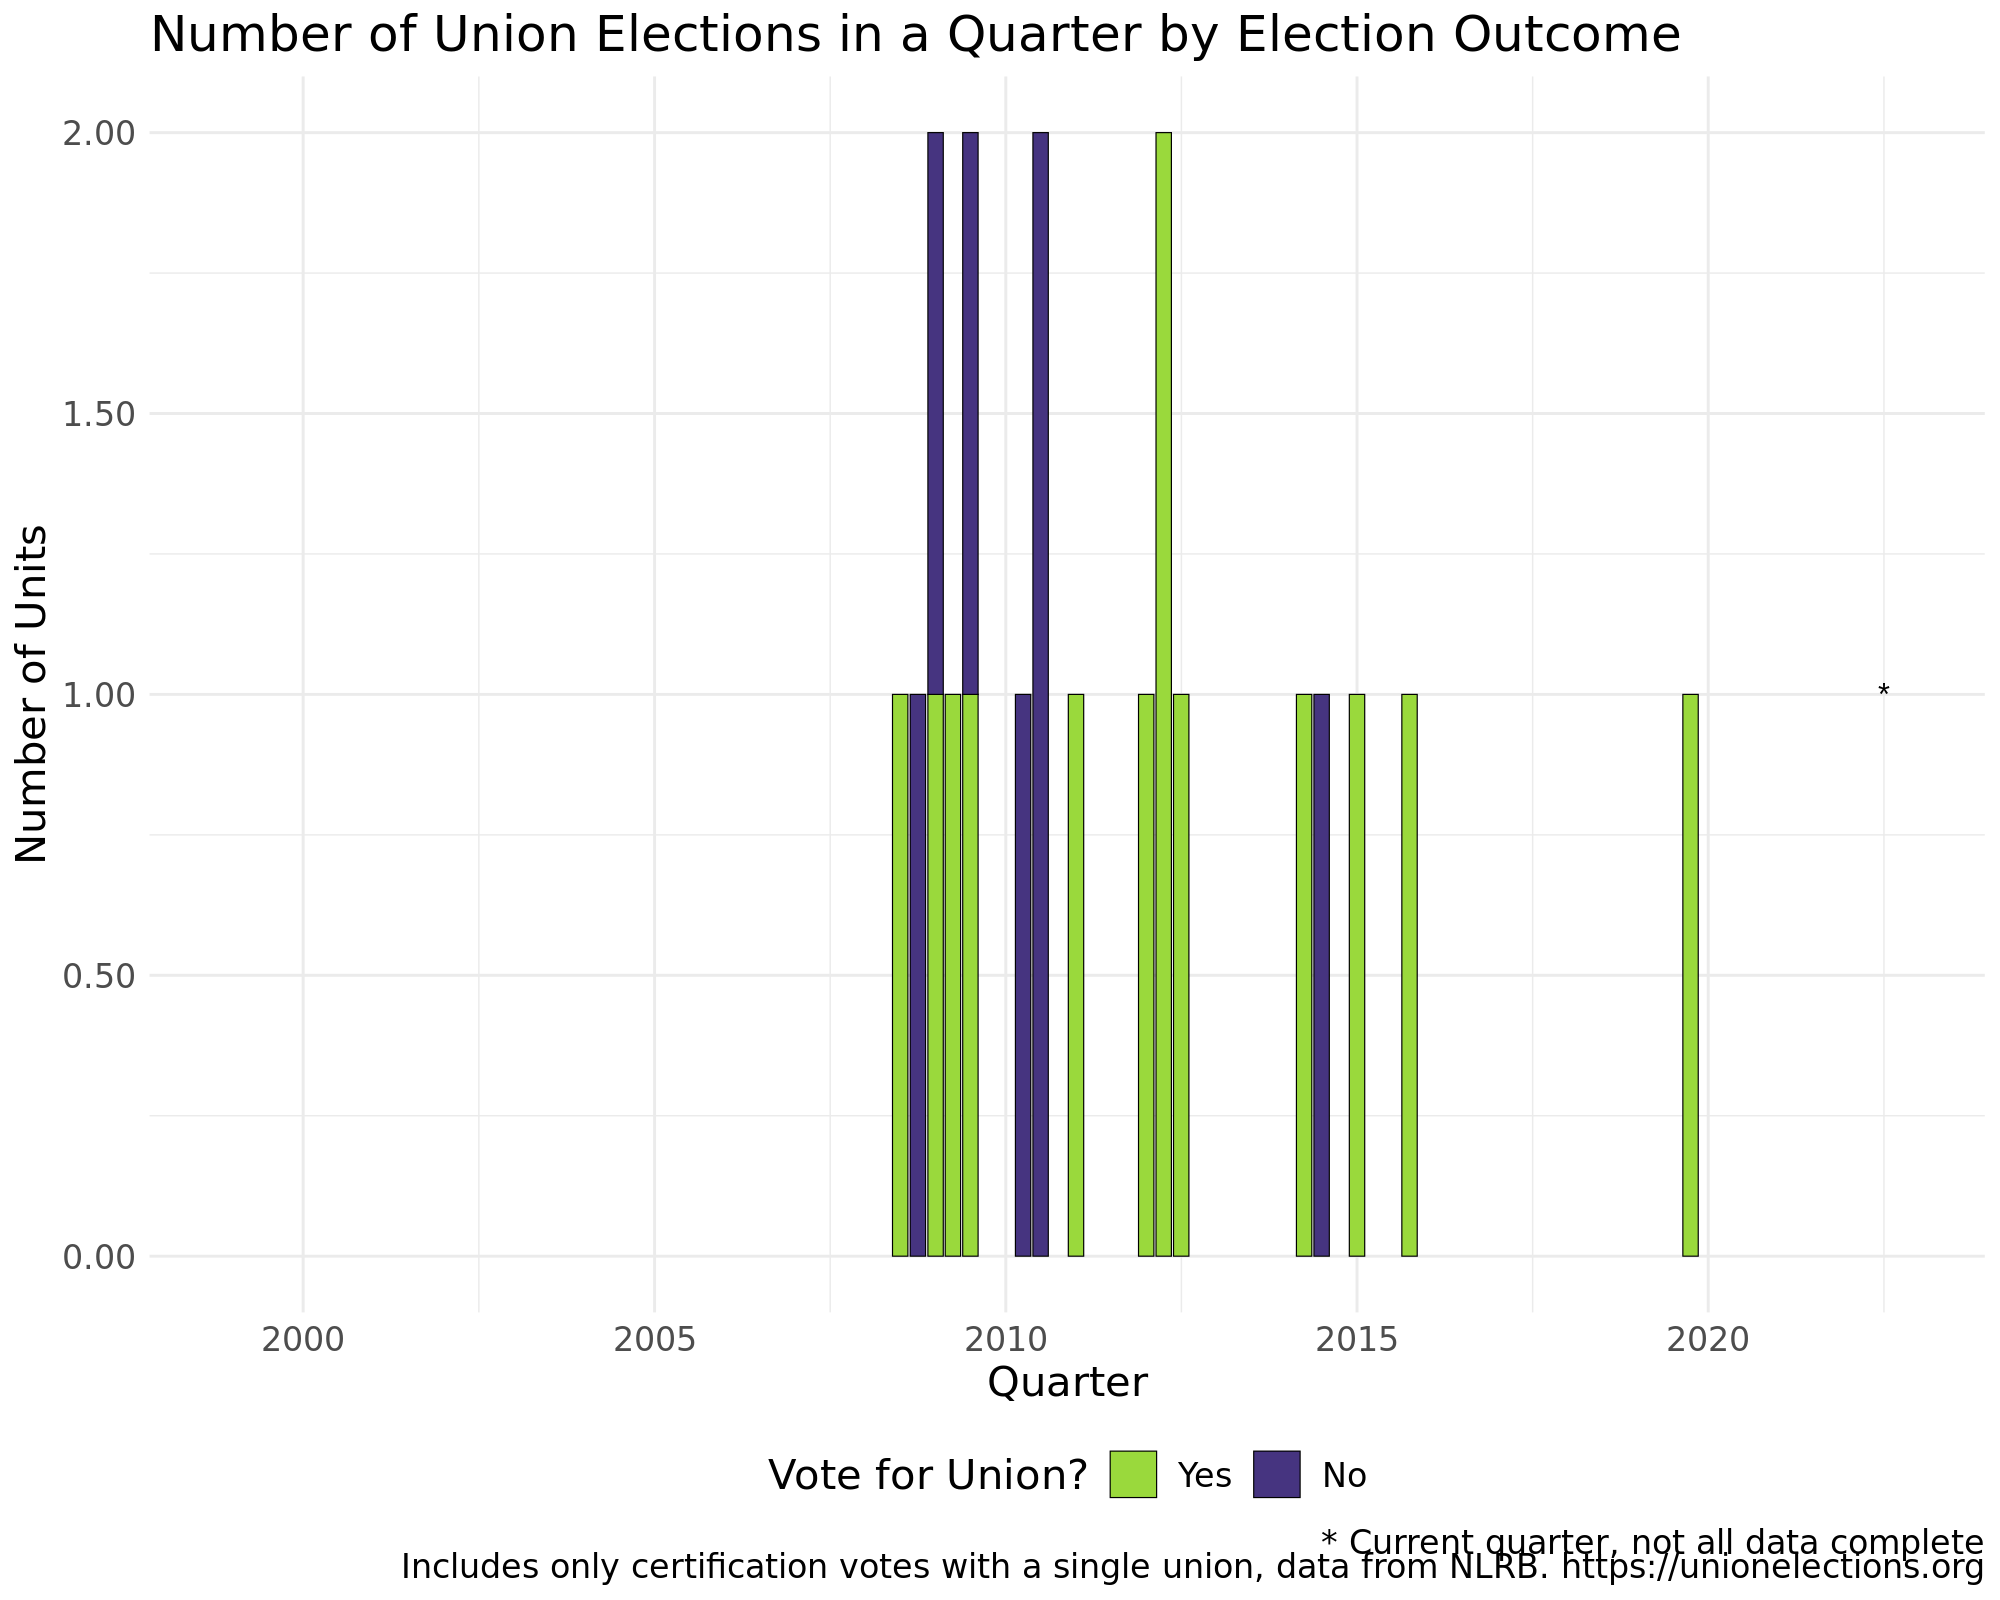 Number of Union Elections in a Quarter by Election Outcome
Number of Units
2.00
1.50
1.00
0.50
0.00
*
2000 2005 2010 2015 2020
Quarter
Vote for Union? Yes No
* Current quarter, not all data complete
Includes only certification votes with a single union, data from NLRB. https://unionelections.org